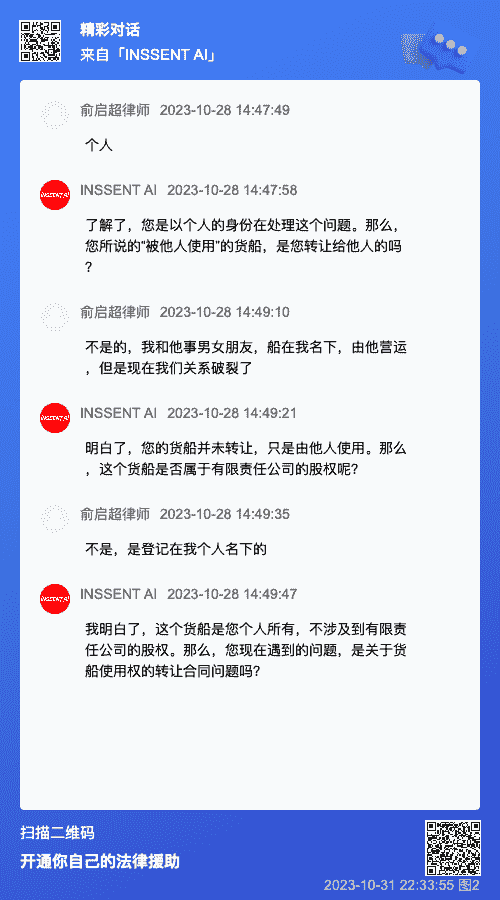 精彩对话
来自「INSSENT AI」
俞启超律师 2023-10-28 14:47:49
个人
INSSENT AI
INSSENT AI 2023-10-28 14:47:58
了解了，您是以个人的身份在处理这个问题。那么，
您所说的“被他人使用”的货船，是您转让给他人的吗
？
俞启超律师 2023-10-28 14:49:10
不是的，我和他事男女朋友，船在我名下，由他营运
，但是现在我们关系破裂了
INSSENT AI
INSSENT AI 2023-10-28 14:49:21
明白了，您的货船并未转让，只是由他人使用。那么
，这个货船是否属于有限责任公司的股权呢？
俞启超律师 2023-10-28 14:49:35
不是，是登记在我个人名下的
INSSENT AI
INSSENT AI 2023-10-28 14:49:47
我明白了，这个货船是您个人所有，不涉及到有限责
任公司的股权。那么，您现在遇到的问题，是关于货
船使用权的转让合同问题吗？
扫描二维码
开通你自己的法律援助
2023-10-31 22:33:55 图2